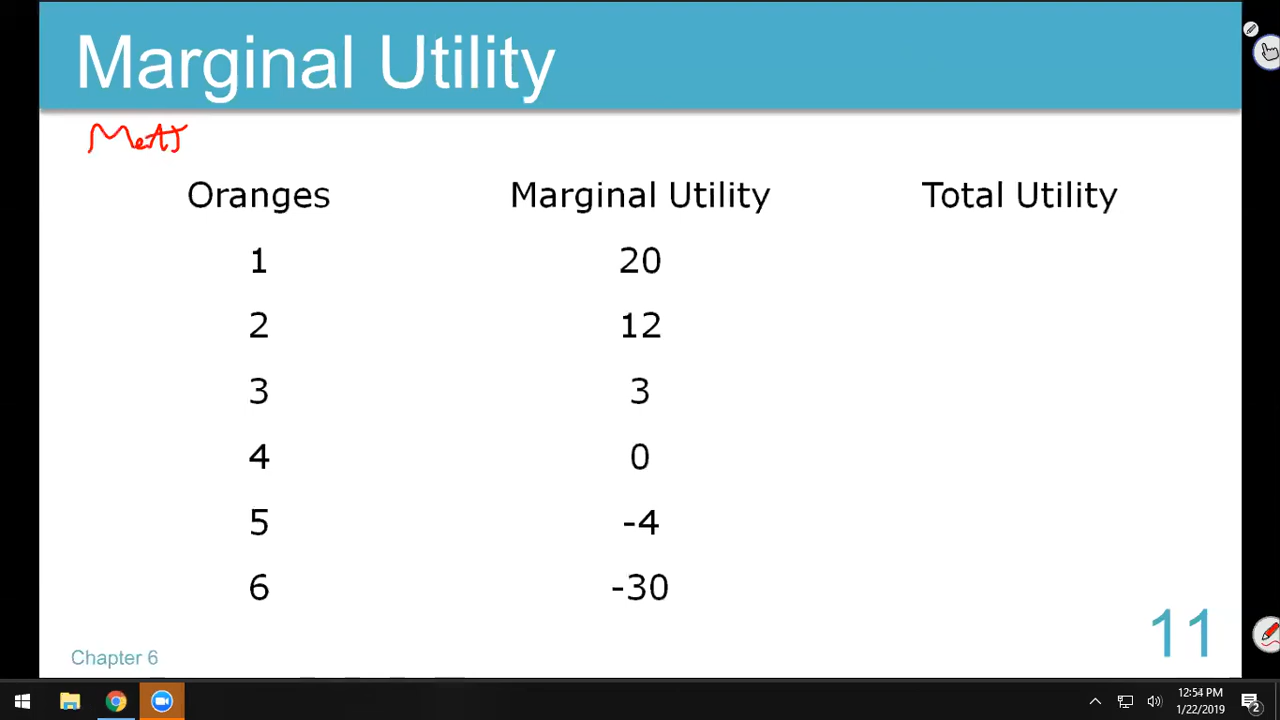 Marginal Utility
Oranges Marginal Utility Total Utility
1 20
2 12
3 3
4 0
5 -4
6 -30
11
Chapter 6
12:54 PM
1/22/2019
2